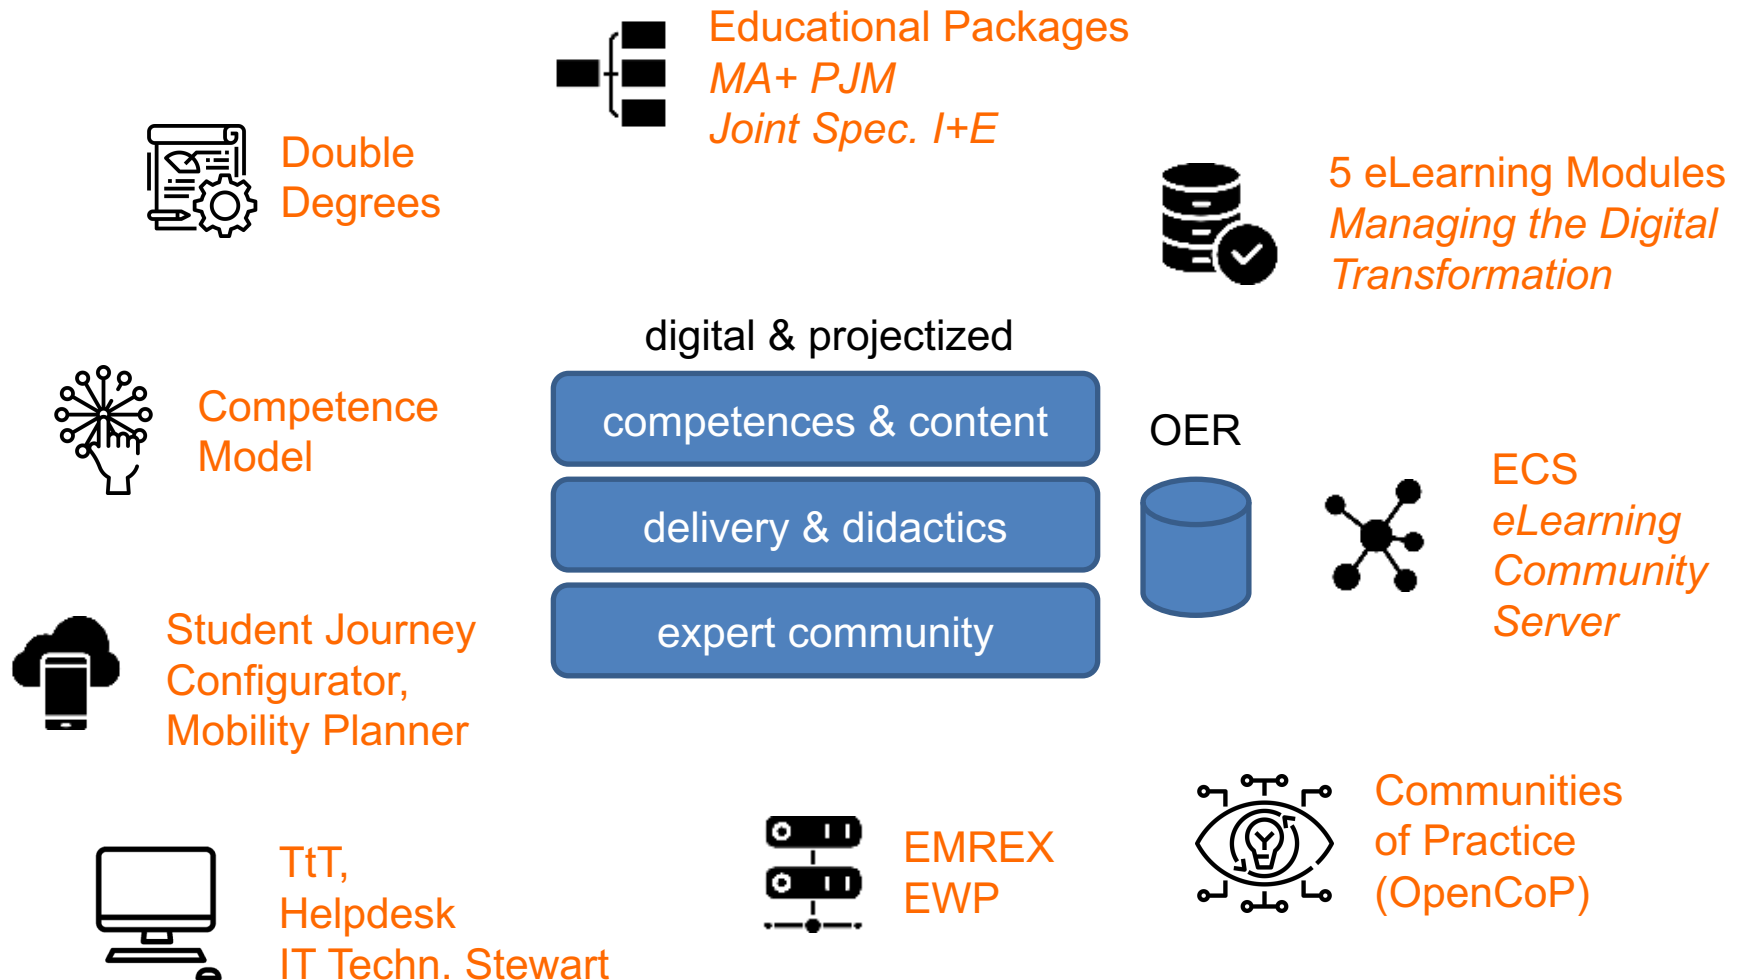 Educational Packages
MA+ PJM
Joint Spec. I+E
Double
Degrees
5 eLearning Modules
Managing the Digital
Transformation
digital & projectized
competences & content
delivery & didactics
expert community
OER
Competence
Model
ECS
eLearning
Community
Server
Student Journey
Configurator,
Mobility Planner
Communities
of Practice
(OpenCoP)
EMREX
EWP
TtT,
Helpdesk
IT Techn. Stewart